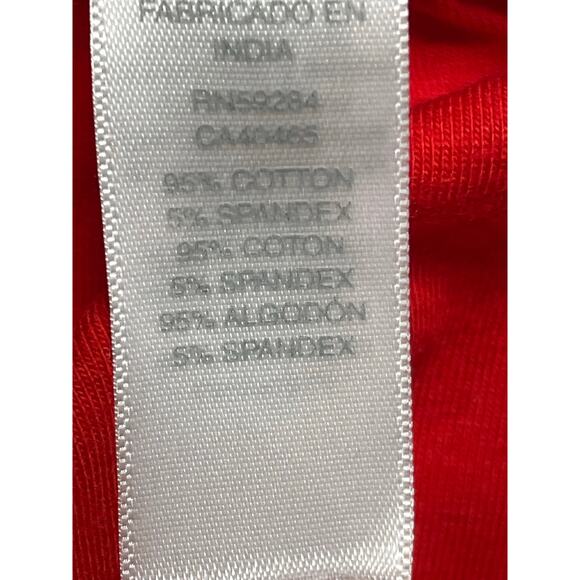 FABRICADO EN
INDIA
RN59284
CA40465
95% COTTON
5% SPANDEX
95% COTON
5% SPANDEX
95% ALGODÓN
5% SPANDEX